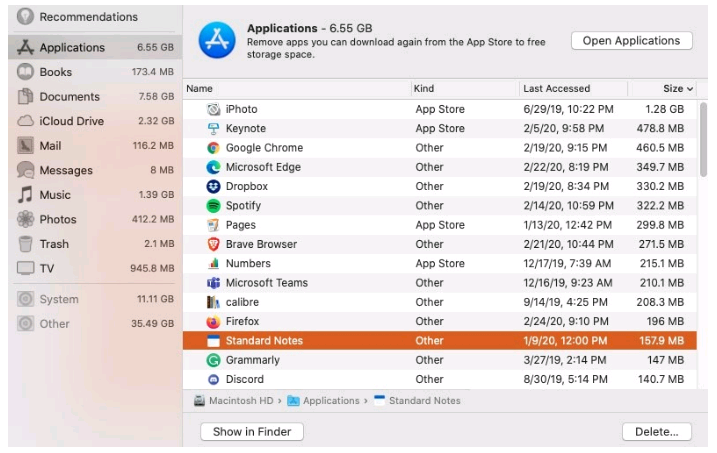 Recommendations
Applications 6.55 GB
Books 173.4 MB
Documents 7.58 GB
iCloud Drive 2.32 GB
Mail 116.2 MB
Messages 8 MB
Music 1.39 GB
Photos 412.2 MB
Trash 2.1 MB
TV 945.8 MB
System 11.11 GB
Other 35.49 GB
Applications - 6.55 GB
Remove apps you can download again from the App Store to free
storage space.
Open Applications
Name Kind Last Accessed Size
iPhoto App Store 6/29/19, 10:22 PM 1.28 GB
Keynote App Store 2/5/20, 9:58 PM 478.8 MB
Google Chrome Other 2/19/20, 9:15 PM 460.5 MB
Microsoft Edge Other 2/22/20, 8:19 PM 349.7 MB
Dropbox Other 2/19/20, 8:34 PM 330.2 MB
Spotify Other 2/14/20, 10:59 PM 322.2 MB
Pages App Store 1/13/20, 12:42 PM 299.8 MB
Brave Browser Other 2/21/20, 10:44 PM 271.5 MB
Numbers App Store 12/17/19, 7:39 AM 215.1 MB
Microsoft Teams Other 12/16/19, 9:23 AM 210.1 MB
calibre Other 9/14/19, 4:25 PM 208.3 MB
Firefox Other 2/24/20, 9:10 PM 196 MB
Standard Notes Other 1/9/20, 12:00 PM 157.9 MB
Grammarly Other 3/27/19, 2:14 PM 147 MB
Discord Other 8/30/19, 5:14 PM 140.7 MB
Macintosh HD › Applications › Standard Notes
Show in Finder
Delete...